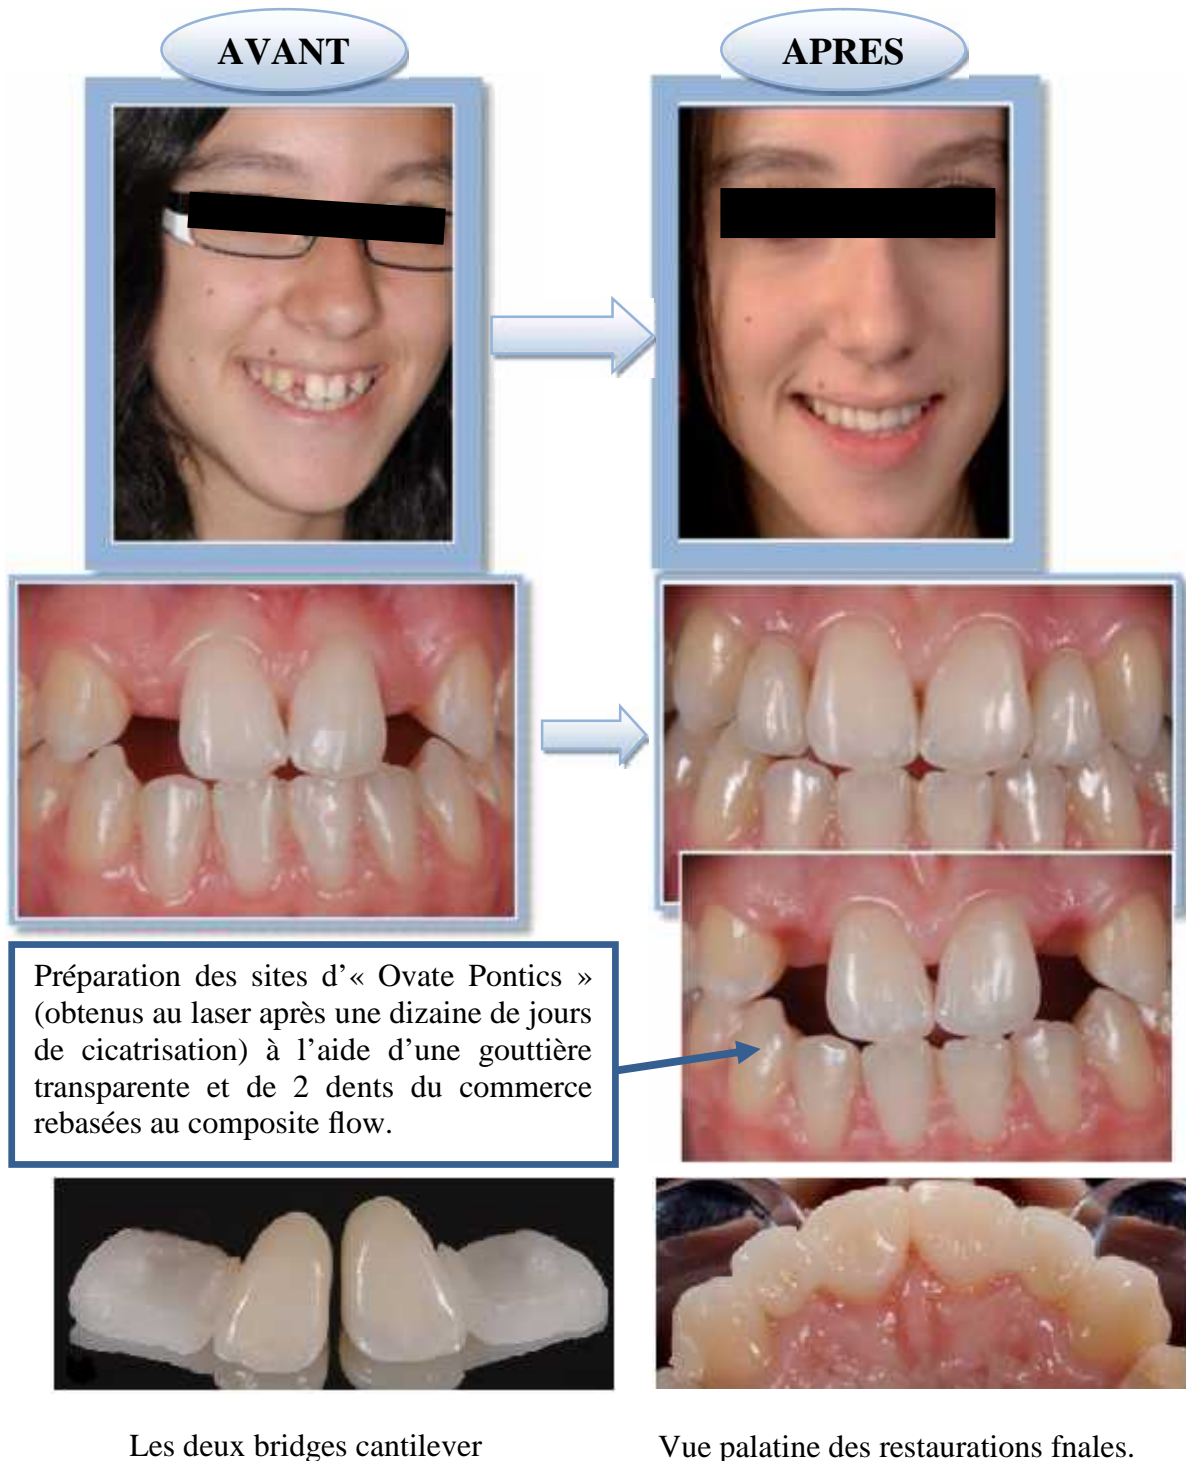 AVANT
APRES
Préparation des sites d'« Ovate Pontics »
(obtenus au laser après une dizaine de jours
de cicatrisation) à l'aide d'une gouttière
transparente et de 2 dents du commerce
rebasées au composite flow.
Les deux bridges cantilever
Vue palatine des restaurations fnales.